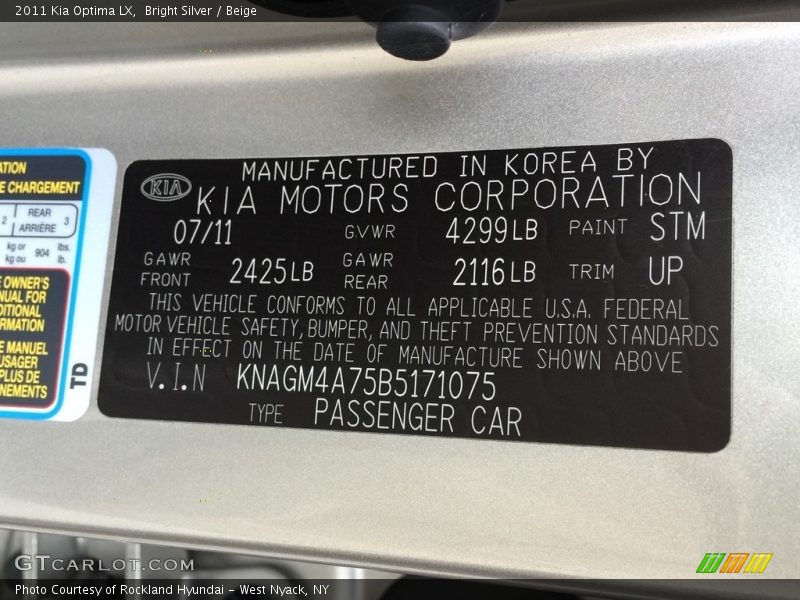 2011 Kia Optima LX, Bright Silver / Beige
ATION
E CHARGEMENT
2 REAR ARRIÈRE 3
kg or lbs.
kg ou 904 lb.
E OWNER'S
NUAL FOR
DITIONAL
RMATION
E MANUEL
USAGER
PLUS DE
NEMENTS
TD
KIA
MANUFACTURED IN KOREA BY
KIA MOTORS CORPORATION
07/11 GVWR 4299LB PAINT STM
GAWR FRONT 2425LB GAWR REAR 2116LB TRIM UP
THIS VEHICLE CONFORMS TO ALL APPLICABLE U.S.A. FEDERAL
MOTOR VEHICLE SAFETY, BUMPER, AND THEFT PREVENTION STANDARDS
IN EFFECT ON THE DATE OF MANUFACTURE SHOWN ABOVE
V.I.N KNAGM4A75B5171075
TYPE PASSENGER CAR
GTCARLOT.COM
Photo Courtesy of Rockland Hyundai - West Nyack, NY